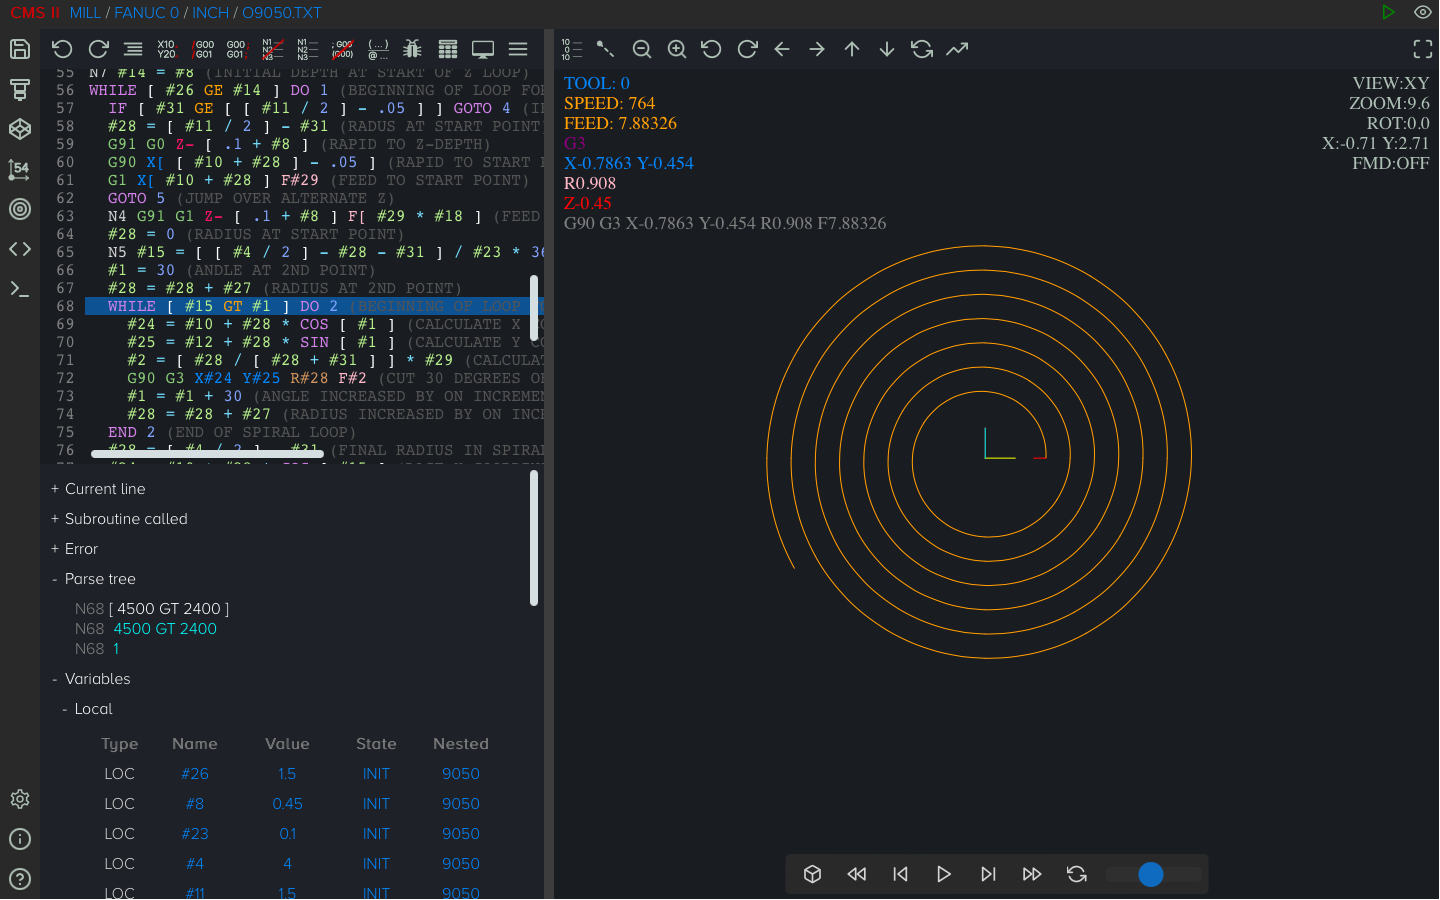 CMS II MILL / FANUC 0 / INCH / O9050.TXT
X10 Y20 /G00 G01 G00 ; G01 ; N1 N2 N3 N1 N2 N3 ; G00 (G00) (...) @...
54
55 N7 #14 = #8 (INITIAL DEPTH AT START OF Z LOOP)
56 WHILE [ #26 GE #14 ] DO 1 (BEGINNING OF LOOP FO
57 IF [ #31 GE [ [ #11 / 2 ] - .05 ] ] GOTO 4 (I
58 #28 = [ #11 / 2 ] - #31 (RADUS AT START POINT
59 G91 G0 Z- [ .1 + #8 ] (RAPID TO Z-DEPTH)
60 G90 X[ [ #10 + #28 ] - .05 ] (RAPID TO START
61 G1 X[ #10 + #28 ] F#29 (FEED TO START POINT)
62 GOTO 5 (JUMP OVER ALTERNATE Z)
63 N4 G91 G1 Z- [ .1 + #8 ] F[ #29 * #18 ] (FEED
64 #28 = 0 (RADIUS AT START POINT)
65 N5 #15 = [ [ #4 / 2 ] - #28 - #31 ] / #23 * 36
66 #1 = 30 (ANDLE AT 2ND POINT)
67 #28 = #28 + #27 (RADIUS AT 2ND POINT)
68 WHILE [ #15 GT #1 ] DO 2 (BEGINNING OF LOOP
69 #24 = #10 + #28 * COS [ #1 ] (CALCULATE X CO
70 #25 = #12 + #28 * SIN [ #1 ] (CALCULATE Y CO
71 #2 = [ #28 / [ #28 + #31 ] ] * #29 (CALCULAT
72 G90 G3 X#24 Y#25 R#28 F#2 (CUT 30 DEGREES O
73 #1 = #1 + 30 (ANGLE INCREASED BY ON INCREMEN
74 #28 = #28 + #27 (RADIUS INCREASED BY ON INC
75 END 2 (END OF SPIRAL LOOP)
76 #28 = [ #4 / 2 ] - #31 (FINAL RADIUS IN SPIRA
+ Current line
+ Subroutine called
+ Error
- Parse tree
N68 [ 4500 GT 2400 ]
N68 4500 GT 2400
N68 1
- Variables
- Local
Type Name Value State Nested
LOC #26 1.5 INIT 9050
LOC #8 0.45 INIT 9050
LOC #23 0.1 INIT 9050
LOC #4 4 INIT 9050
LOC #11 1.5 INIT 9050
10 0 10
TOOL: 0
SPEED: 764
FEED: 7.88326
G3
X-0.7863 Y-0.454
R0.908
Z-0.45
G90 G3 X-0.7863 Y-0.454 R0.908 F7.88326
VIEW:XY
ZOOM:9.6
ROT:0.0
X:-0.71 Y:2.71
FMD:OFF